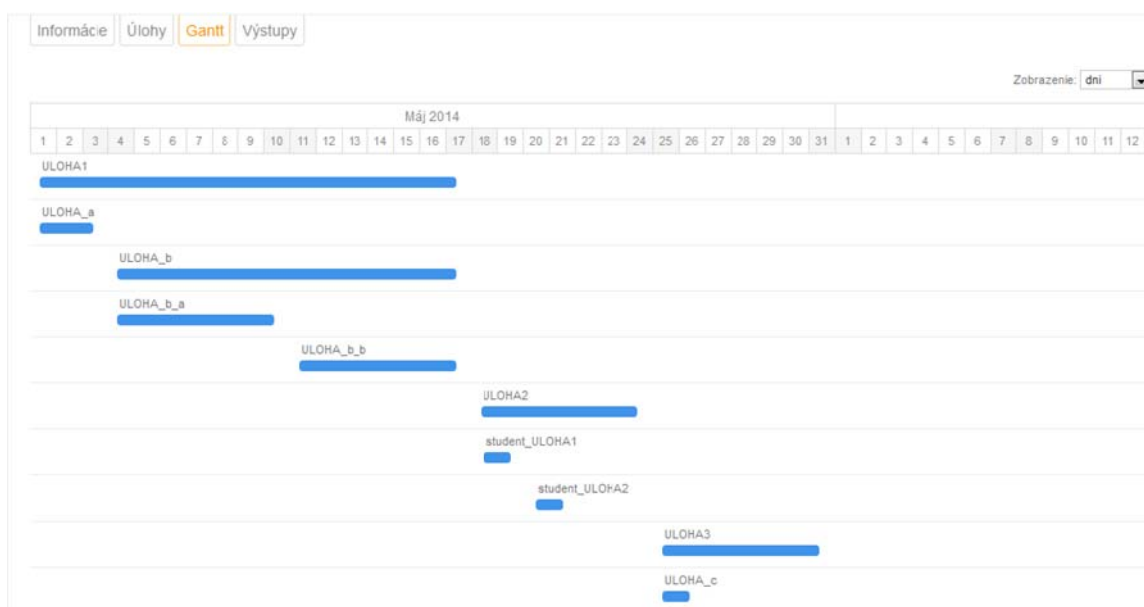 Informácie Úlohy Gantt Výstupy
Zobrazenie: dni
Máj 2014
1 2 3 4 5 6 7 8 9 10 11 12 13 14 15 16 17 18 19 20 21 22 23 24 25 26 27 28 29 30 31 1 2 3 4 5 6 7 8 9 10 11 12
ULOHA1
ULOHA_a
ULOHA_b
ULOHA_b_a
ULOHA_b_b
ULOHA2
student_ULOHA1
student_ULOHA2
ULOHA3
ULOHA_c